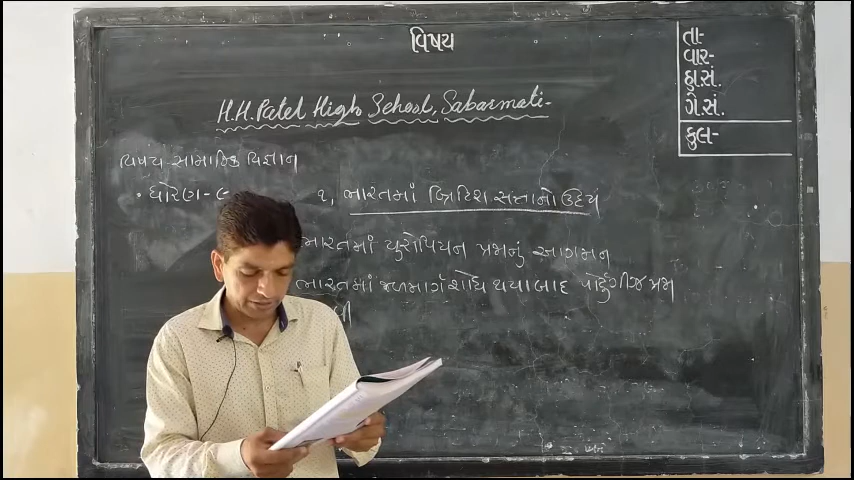 વિષય
તા-
વાર-
હા.સં.
ગે.સં.
કુલ-
H.H. Patel High School, Sabarmati-
વિષય- સામાજિક વિજ્ઞાન
• ધોરણ-૯
૧, ભારતમાં બ્રિટિશ સત્તાનો ઉદય
ભારતમાં યુરોપિયન પ્રજાનું આગમન
ભારતમાં જળમાર્ગ શોધ થયા બાદ પોર્ટુગીઝ પ્રજા